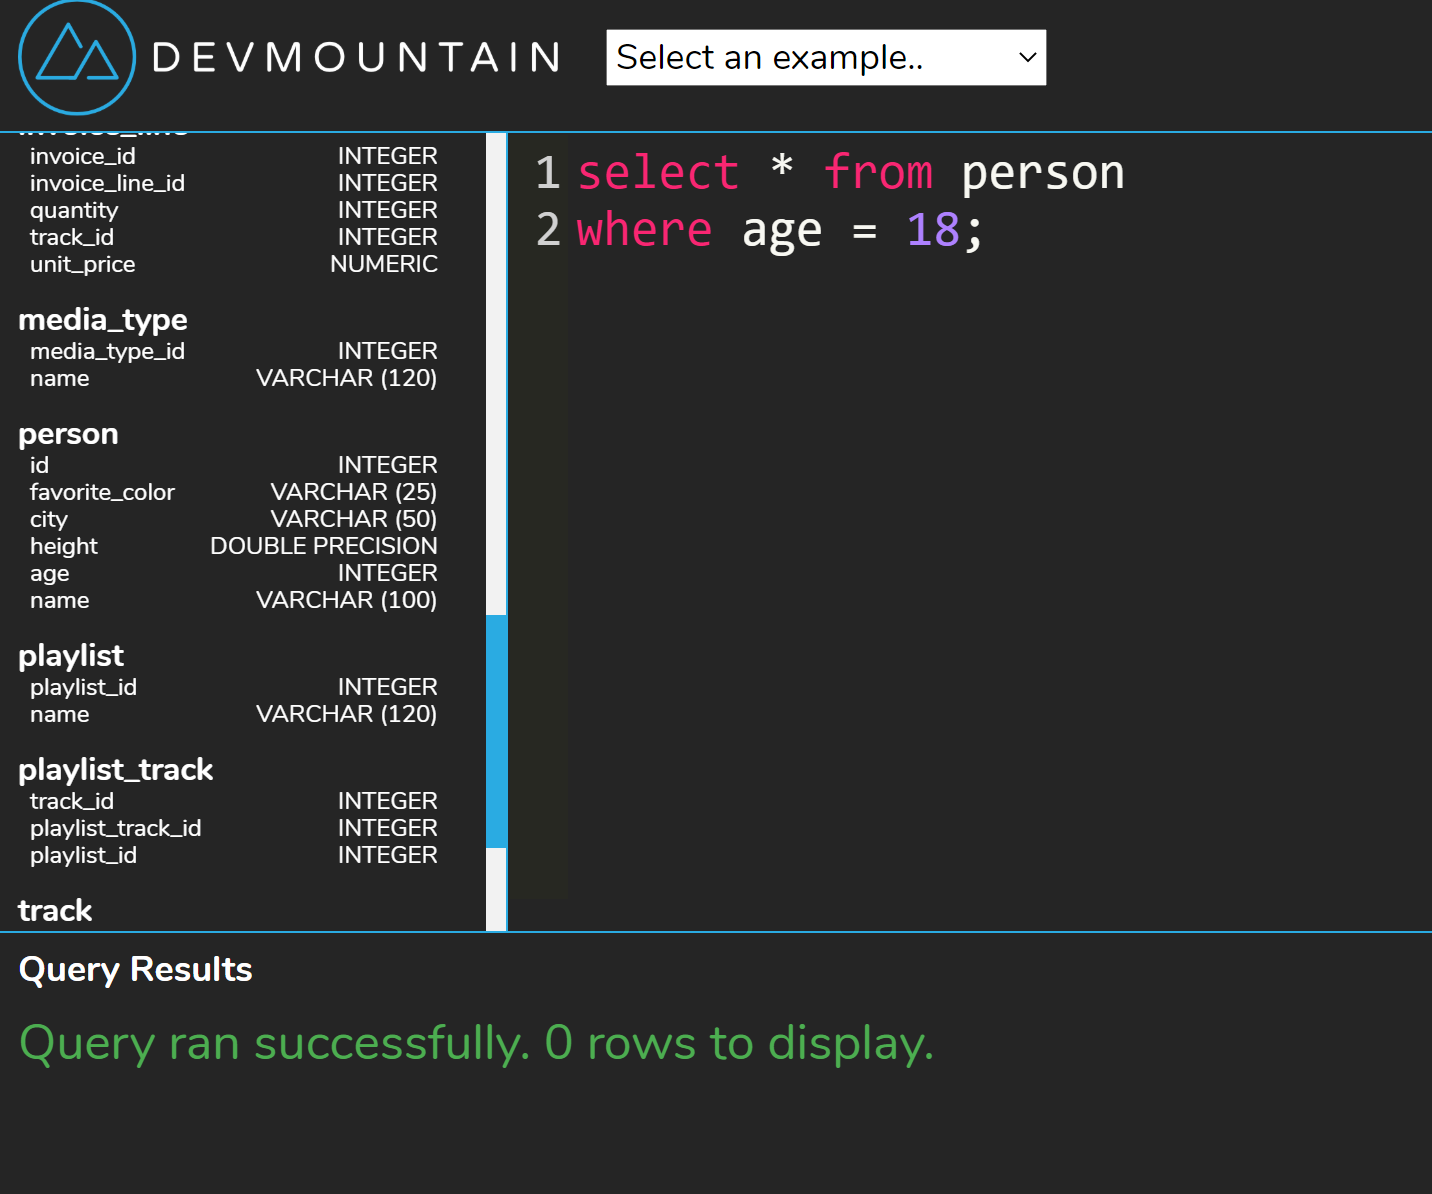 DEVMOUNTAIN
Select an example..
invoice_id INTEGER
invoice_line_id INTEGER
quantity INTEGER
track_id INTEGER
unit_price NUMERIC
media_type
media_type_id INTEGER
name VARCHAR (120)
person
id INTEGER
favorite_color VARCHAR (25)
city VARCHAR (50)
height DOUBLE PRECISION
age INTEGER
name VARCHAR (100)
playlist
playlist_id INTEGER
name VARCHAR (120)
playlist_track
track_id INTEGER
playlist_track_id INTEGER
playlist_id INTEGER
track
1 select * from person
2 where age = 18;
Query Results
Query ran successfully. 0 rows to display.